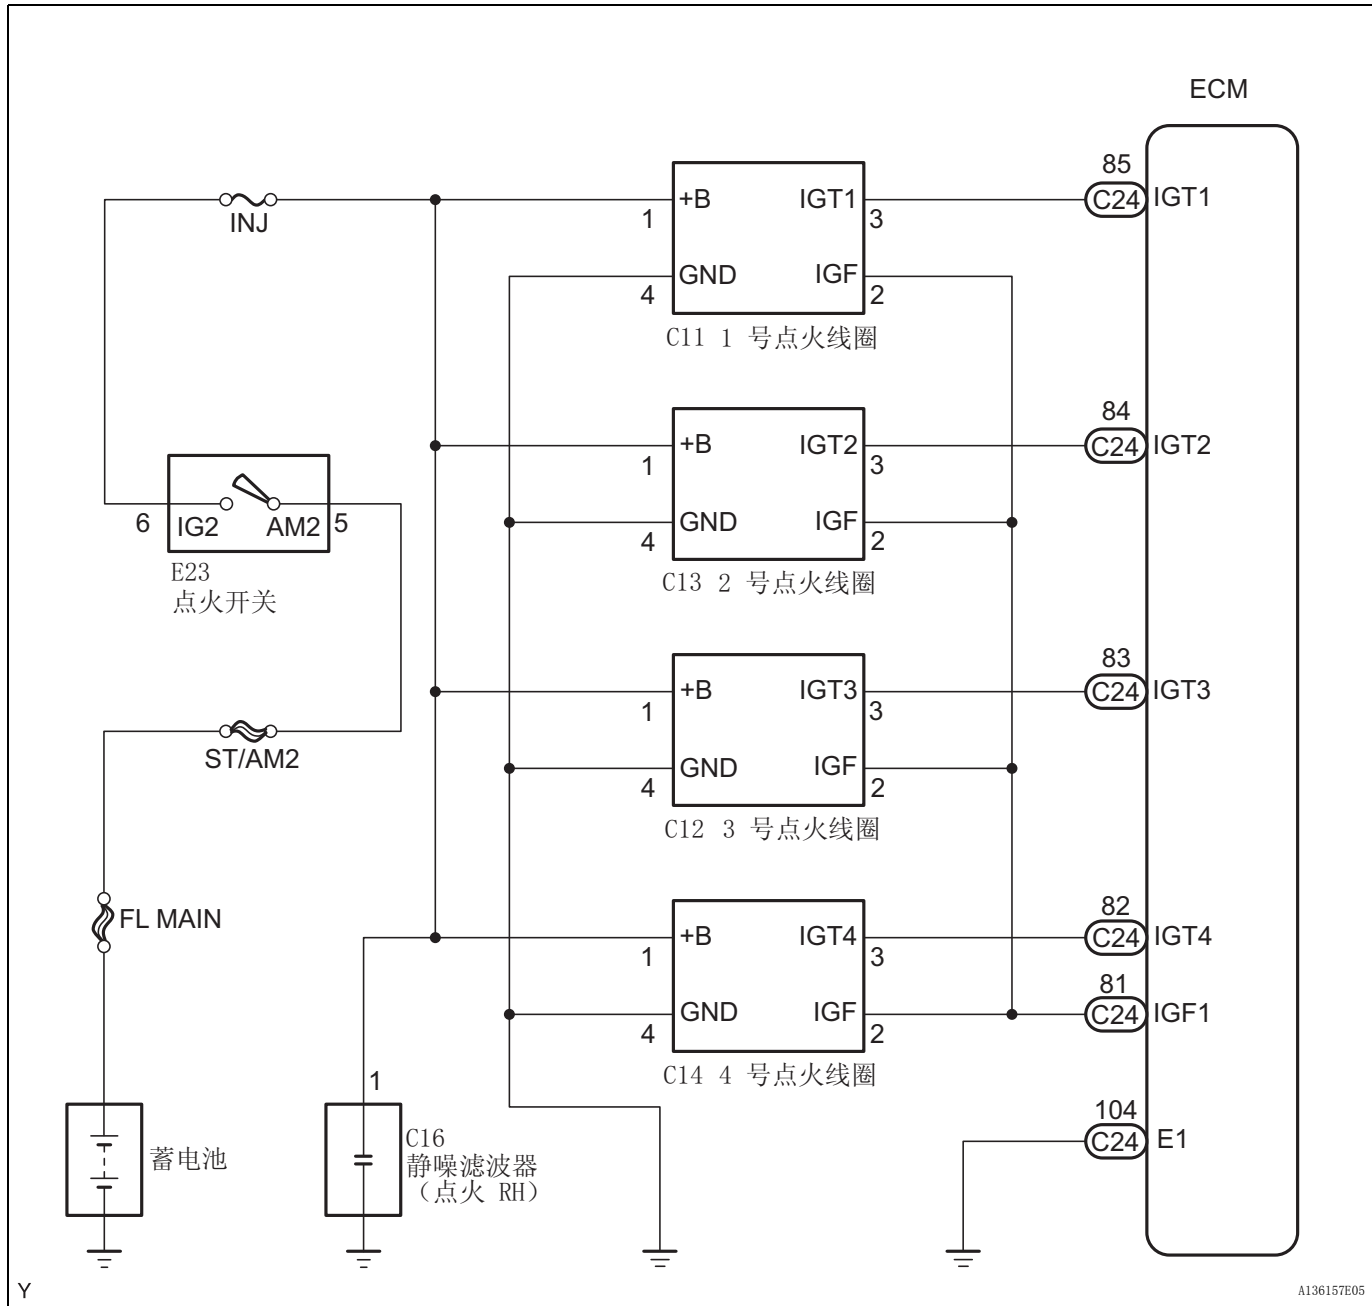 ECM
INJ
+B
IGT1
1
3
GND
IGF
4
2
C11 1 号点火线圈
85
C24
IGT1
+B
IGT2
1
3
GND
IGF
4
2
C13 2 号点火线圈
84
C24
IGT2
6
IG2
AM2
5
E23
点火开关
+B
IGT3
1
3
GND
IGF
4
2
C12 3 号点火线圈
83
C24
IGT3
ST/AM2
FL MAIN
+B
IGT4
1
3
GND
IGF
4
2
C14 4 号点火线圈
82
C24
IGT4
81
C24
IGF1
蓄电池
1
C16
静噪滤波器
（点火 RH）
104
C24
E1
Y
A136157E05